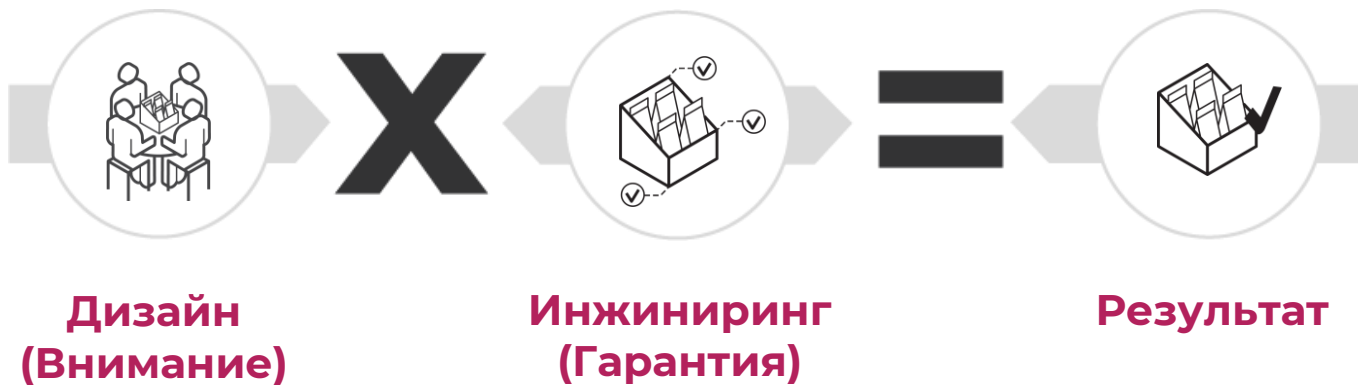 X
=
Дизайн
(Внимание)
Инжиниринг
(Гарантия)
Результат